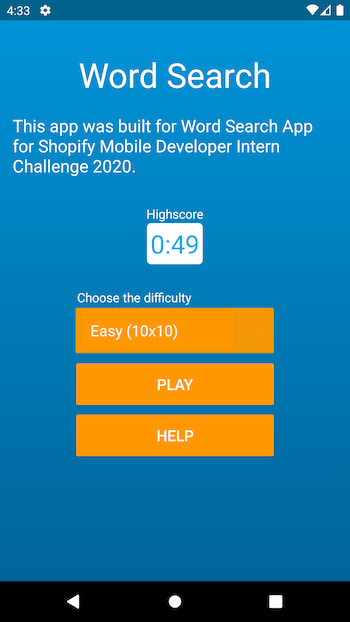 4:33
Word Search
This app was built for Word Search App
for Shopify Mobile Developer Intern
Challenge 2020.
Highscore
0:49
Choose the difficulty
Easy (10x10)
PLAY
HELP